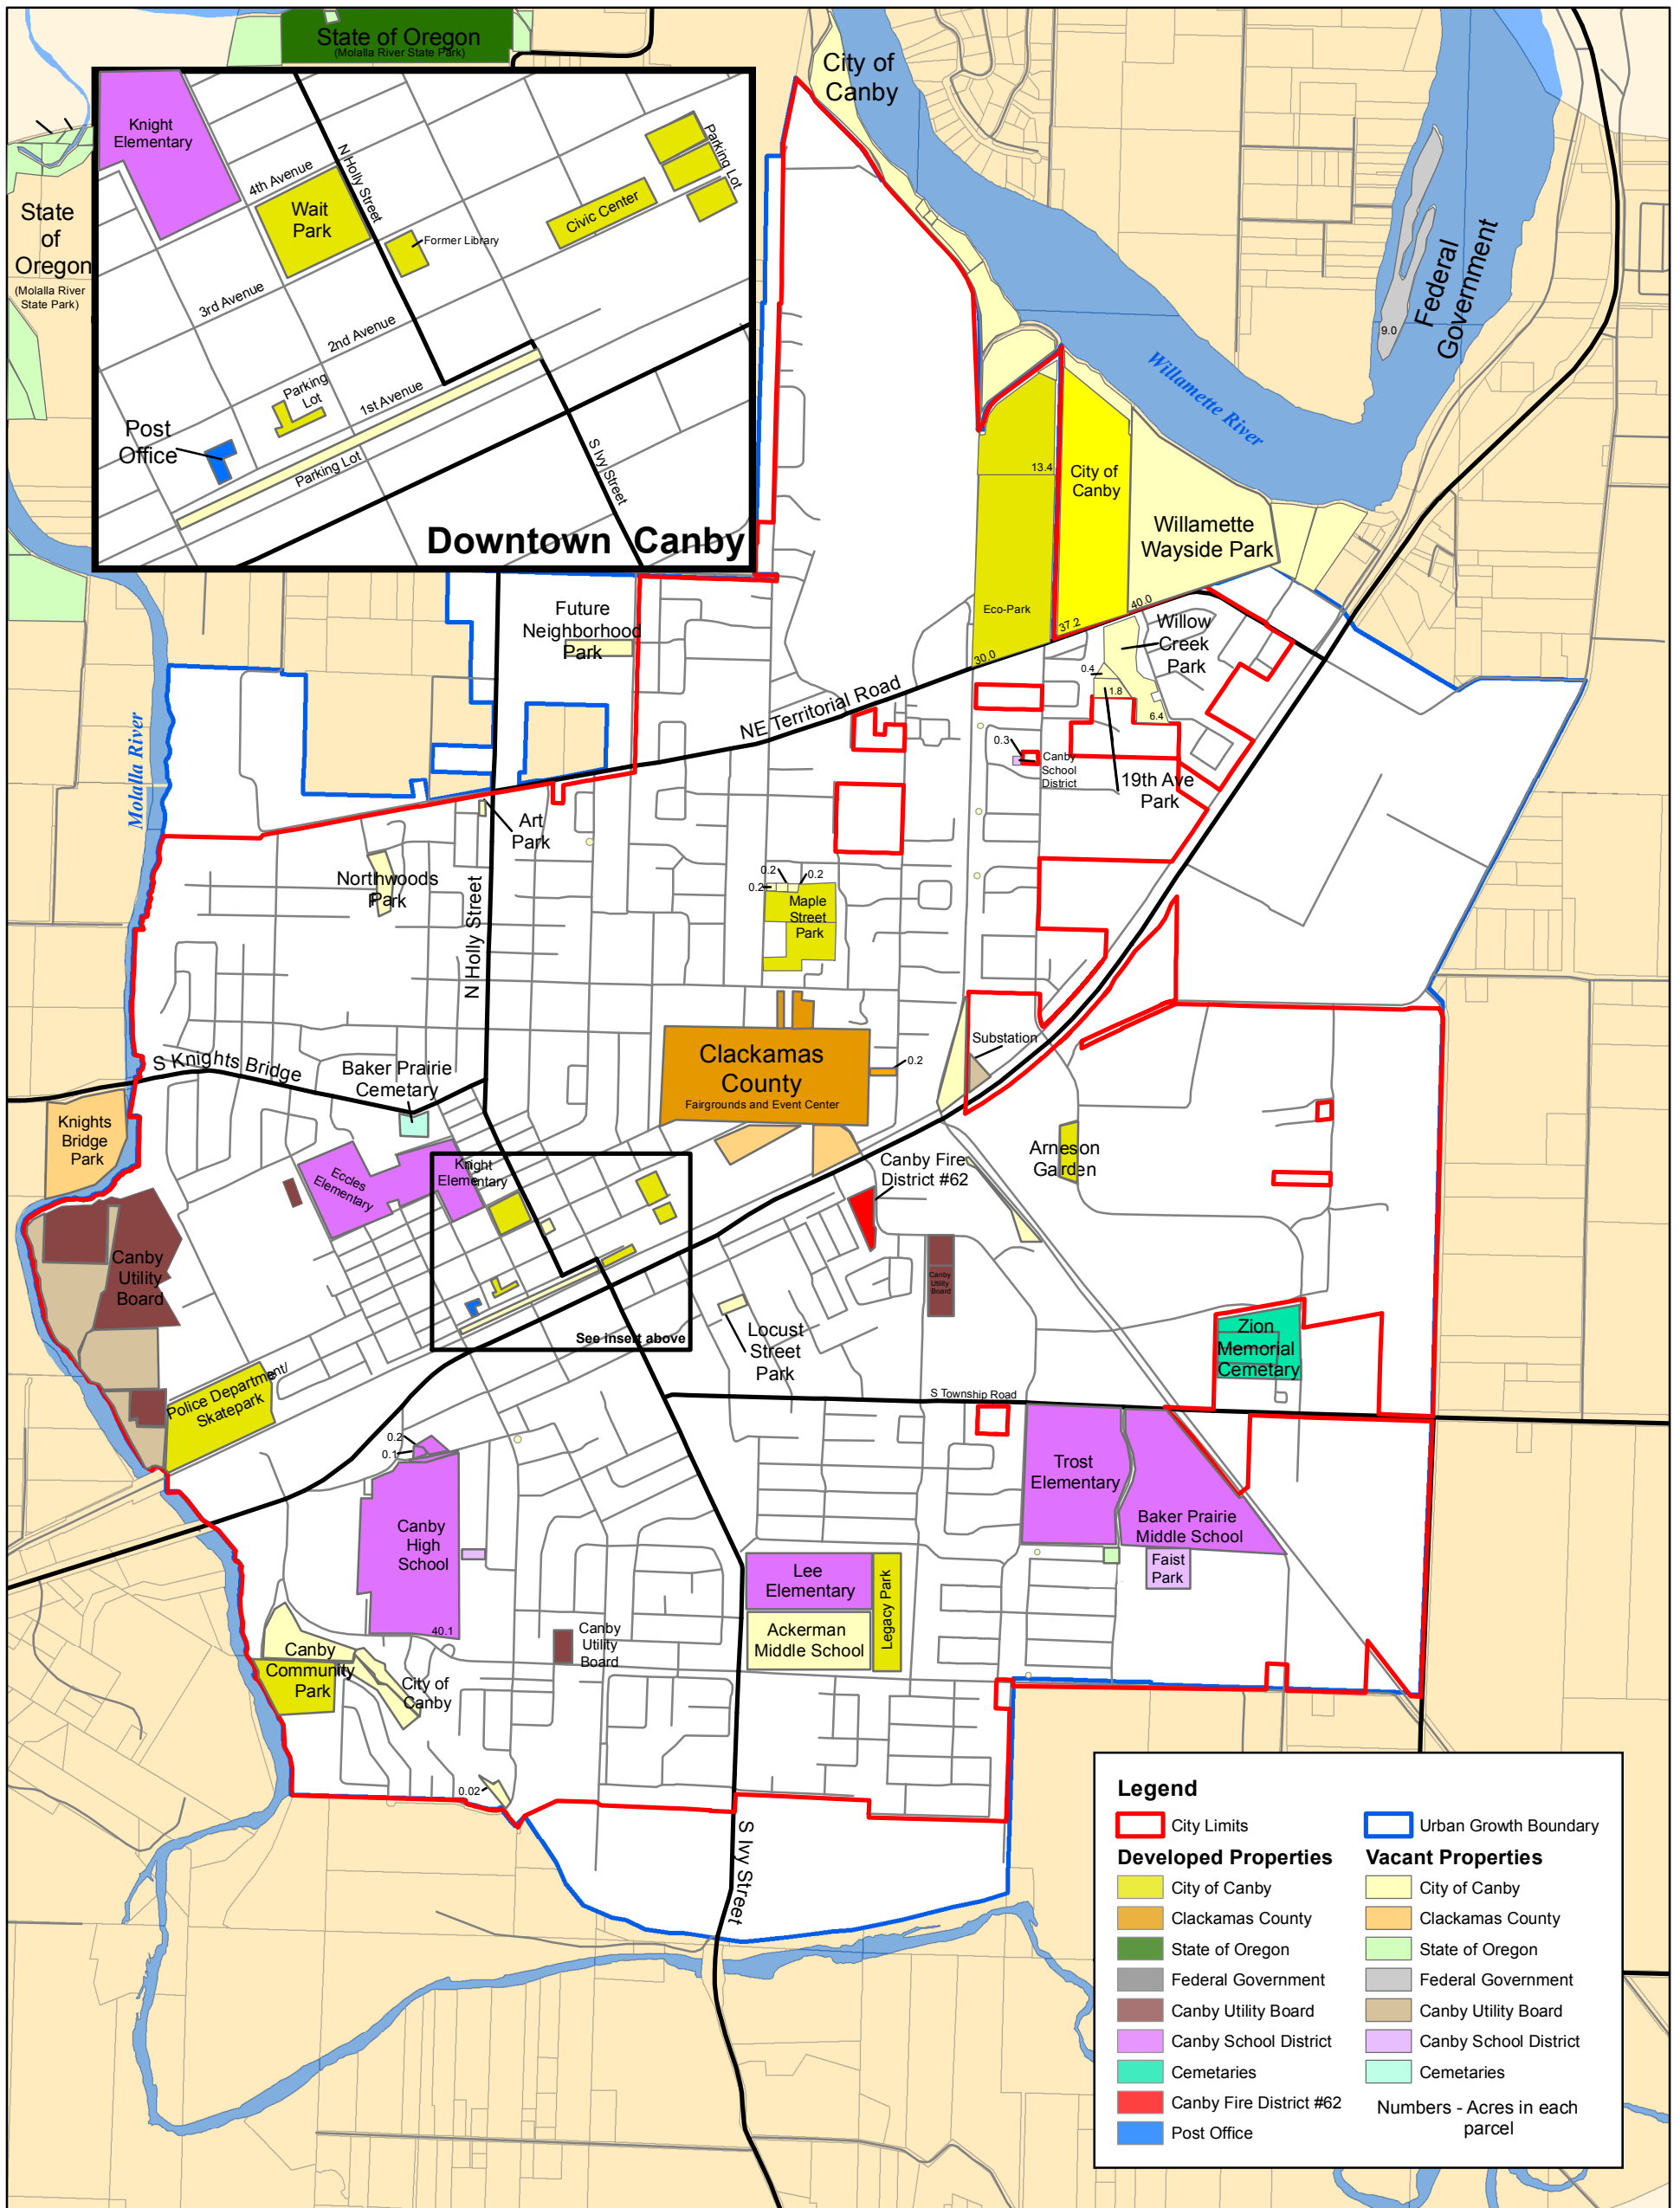 State of Oregon
(Molalla River State Park)
City of
Canby
Knight
Elementary
4th Avenue
N Holly Street
Wait
Park
Former Library
Civic Center
Parking Lot
3rd Avenue
2nd Avenue
Parking
Lot
1st Avenue
Post
Office
Parking Lot
S Ivy Street
Downtown Canby
State
of
Oregon
(Molalla River
State Park)
Federal
Government
9.0
Willamette River
13.4
City of
Canby
Willamette
Wayside Park
Eco-Park
30.0
37.2
40.0
Future
Neighborhood
Park
Willow
Creek
Park
0.4
1.8
6.4
NE Territorial Road
0.3
Canby
School
District
19th Ave
Park
Molalla River
Art
Park
Northwoods
Park
N Holly Street
0.2
0.2
0.2
Maple
Street
Park
S Knights Bridge
Baker Prairie
Cemetary
Clackamas
County
Fairgrounds and Event Center
0.2
Substation
Knights
Bridge
Park
Eccles
Elementary
Knight
Elementary
Canby Fire
District #62
Arneson
Garden
Canby
Utility
Board
Canby
Utility
Board
See insert above
Locust
Street
Park
Zion
Memorial
Cemetary
Police Department/
Skatepark
S Township Road
0.2
0.1
Canby
High
School
40.1
Trost
Elementary
Baker Prairie
Middle School
Faist
Park
Lee
Elementary
Legacy Park
Ackerman
Middle School
Canby
Utility
Board
Canby
Community
Park
City of
Canby
0.02
S Ivy Street
Legend
City Limits
Urban Growth Boundary
Developed Properties
Vacant Properties
City of Canby
City of Canby
Clackamas County
Clackamas County
State of Oregon
State of Oregon
Federal Government
Federal Government
Canby Utility Board
Canby Utility Board
Canby School District
Canby School District
Cemetaries
Cemetaries
Canby Fire District #62
Numbers - Acres in each
parcel
Post Office